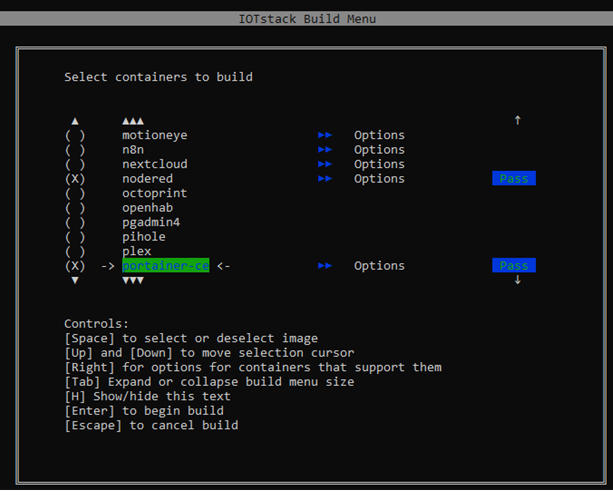 IOTstack Build Menu
Select containers to build
▲ ▲▲▲ ↑
( ) motioneye ►► Options
( ) n8n ►► Options
( ) nextcloud ►► Options
(X) nodered ►► Options Pass
( ) octoprint
( ) openhab
( ) pgadmin4
( ) pihole
( ) plex
(X) -> portainer-ce <- ►► Options Pass
▼ ▼▼▼ ↓
Controls:
[Space] to select or deselect image
[Up] and [Down] to move selection cursor
[Right] for options for containers that support them
[Tab] Expand or collapse build menu size
[H] Show/hide this text
[Enter] to begin build
[Escape] to cancel build